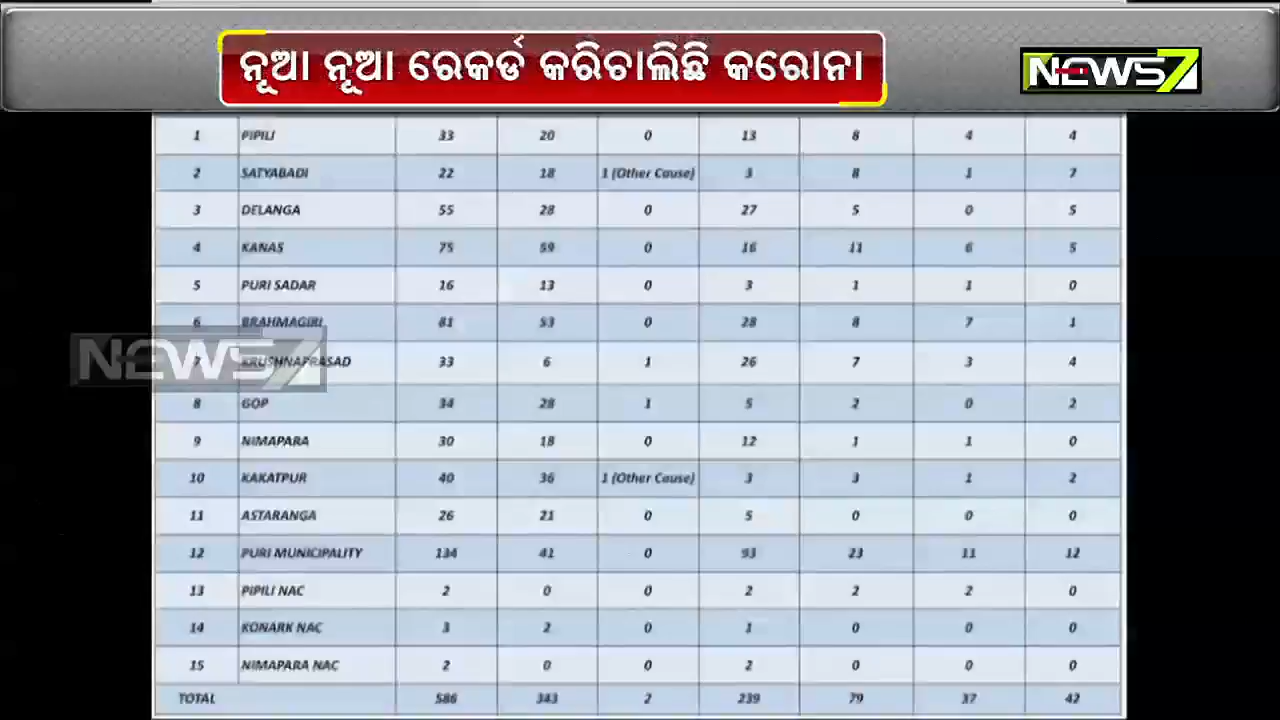 ନୂଆ ନୂଆ ରେକର୍ଡ କରିଚାଲିଛି କରୋନା
NEWS7
1 PIPILI 33 20 0 13 8 4 4
2 SATYABADI 22 18 1 (Other Cause) 3 8 1 7
3 DELANGA 55 28 0 27 5 0 5
4 KANAS 75 59 0 16 11 6 5
5 PURI SADAR 16 13 0 3 1 1 0
6 BRAHMAGIRI 81 53 0 28 8 7 1
NEWS7
7 KRUSHNAPRASAD 33 6 1 26 7 3 4
8 GOP 34 28 1 5 2 0 2
9 NIMAPARA 30 18 0 12 1 1 0
10 KAKATPUR 40 36 1 (Other Cause) 3 3 1 2
11 ASTARANGA 26 21 0 5 0 0 0
12 PURI MUNICIPALITY 134 41 0 93 23 11 12
13 PIPILI NAC 2 0 0 2 2 2 0
14 KONARK NAC 3 2 0 1 0 0 0
15 NIMAPARA NAC 2 0 0 2 0 0 0
TOTAL 586 343 2 239 79 37 42